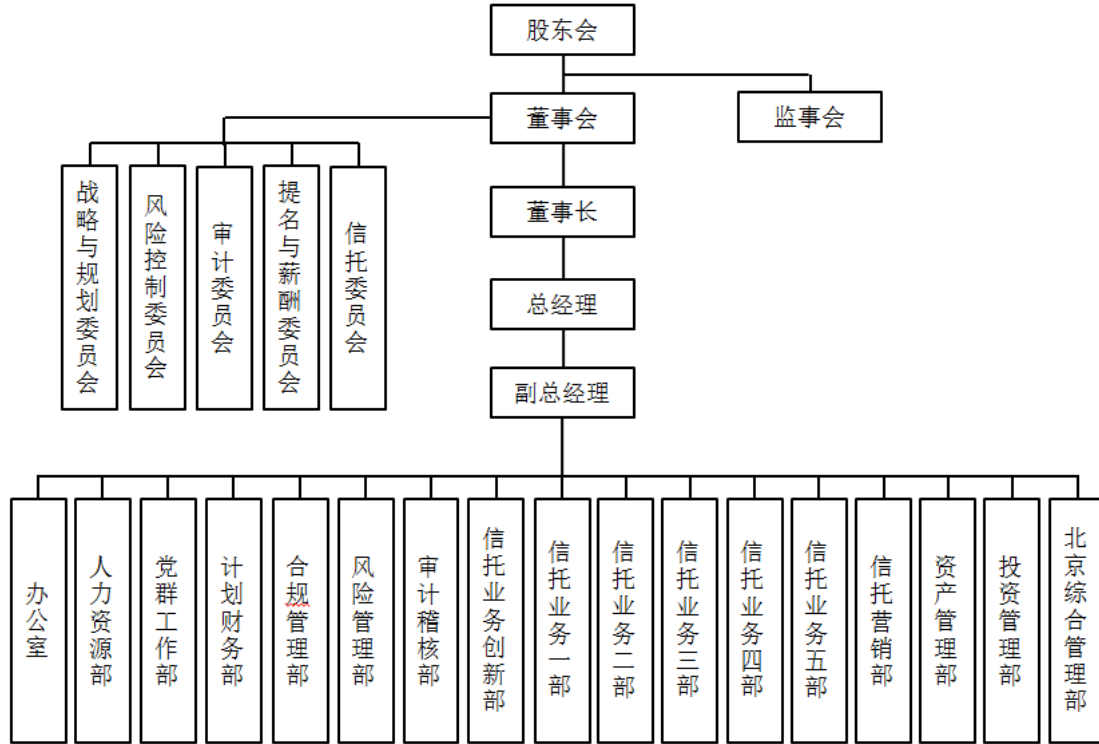 股东会
董事会
监事会
战略与规划委员会
风险控制委员会
审计委员会
提名与薪酬委员会
信托委员会
董事长
总经理
副总经理
办公室
人力资源部
党群工作部
计划财务部
合规管理部
风险管理部
审计稽核部
信托业务创新部
信托业务一部
信托业务二部
信托业务三部
信托业务四部
信托业务五部
信托营销部
资产管理部
投资管理部
北京综合管理部